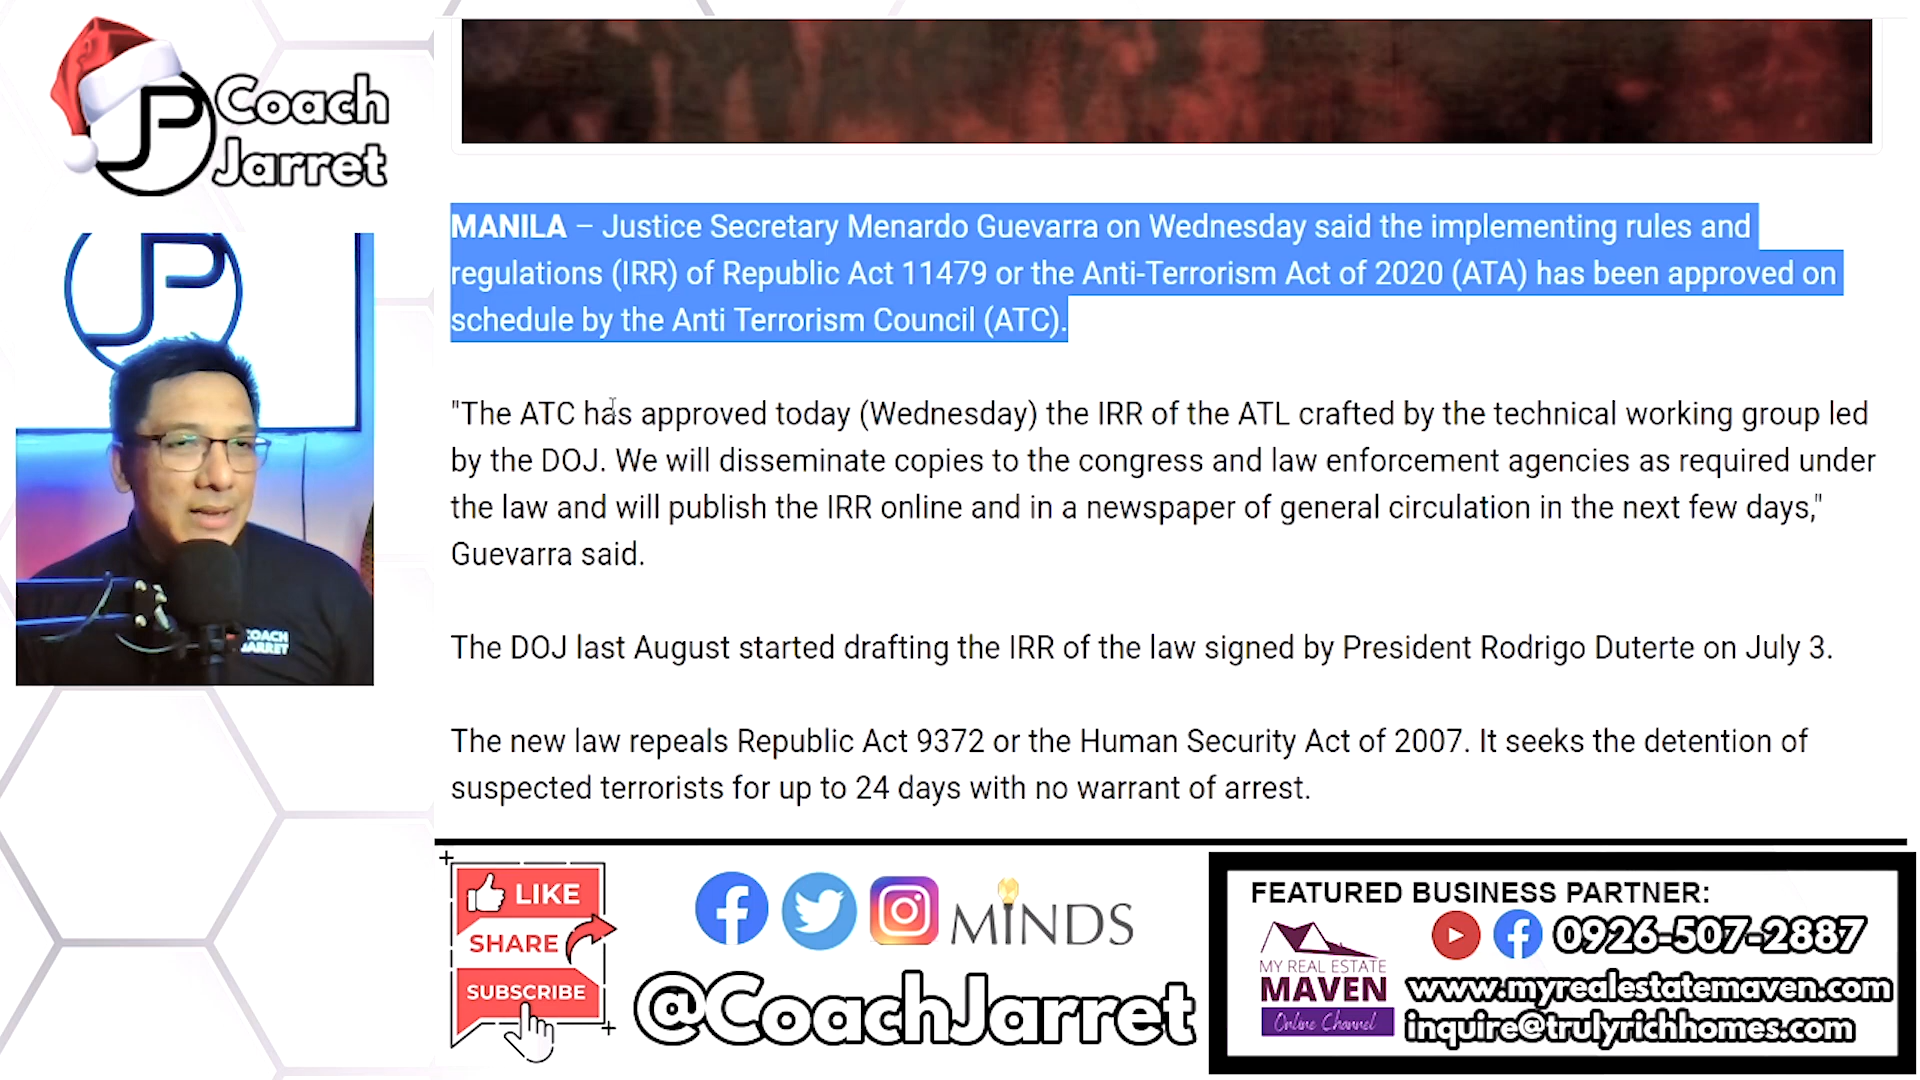 Coach
Jarret
MANILA – Justice Secretary Menardo Guevarra on Wednesday said the implementing rules and
regulations (IRR) of Republic Act 11479 or the Anti-Terrorism Act of 2020 (ATA) has been approved on
schedule by the Anti Terrorism Council (ATC).
"The ATC has approved today (Wednesday) the IRR of the ATL crafted by the technical working group led
by the DOJ. We will disseminate copies to the congress and law enforcement agencies as required under
the law and will publish the IRR online and in a newspaper of general circulation in the next few days,"
Guevarra said.
The DOJ last August started drafting the IRR of the law signed by President Rodrigo Duterte on July 3.
The new law repeals Republic Act 9372 or the Human Security Act of 2007. It seeks the detention of
suspected terrorists for up to 24 days with no warrant of arrest.
COACH
JARRET
LIKE
SHARE
SUBSCRIBE
MINDS
@CoachJarret
FEATURED BUSINESS PARTNER:
0926-507-2887
MY REAL ESTATE
MAVEN
Online Channel
www.myrealestatemaven.com
inquire@trulyrichhomes.com